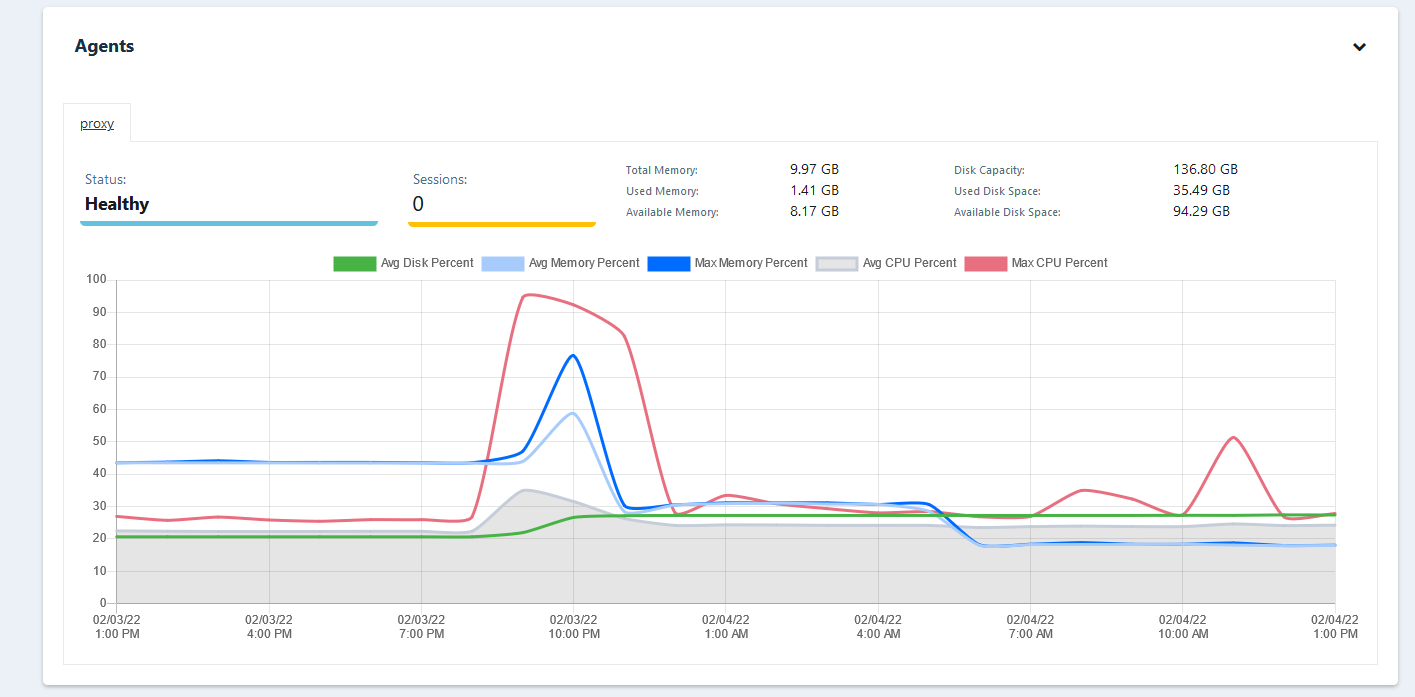 Agents
proxy
Status:
Healthy
Sessions:
0
Total Memory: 9.97 GB
Used Memory: 1.41 GB
Available Memory: 8.17 GB
Disk Capacity: 136.80 GB
Used Disk Space: 35.49 GB
Available Disk Space: 94.29 GB
Avg Disk Percent Avg Memory Percent Max Memory Percent Avg CPU Percent Max CPU Percent
100
90
80
70
60
50
40
30
20
10
0
02/03/22 02/03/22 02/03/22 02/03/22 02/04/22 02/04/22 02/04/22 02/04/22 02/04/22
1:00 PM 4:00 PM 7:00 PM 10:00 PM 1:00 AM 4:00 AM 7:00 AM 10:00 AM 1:00 PM